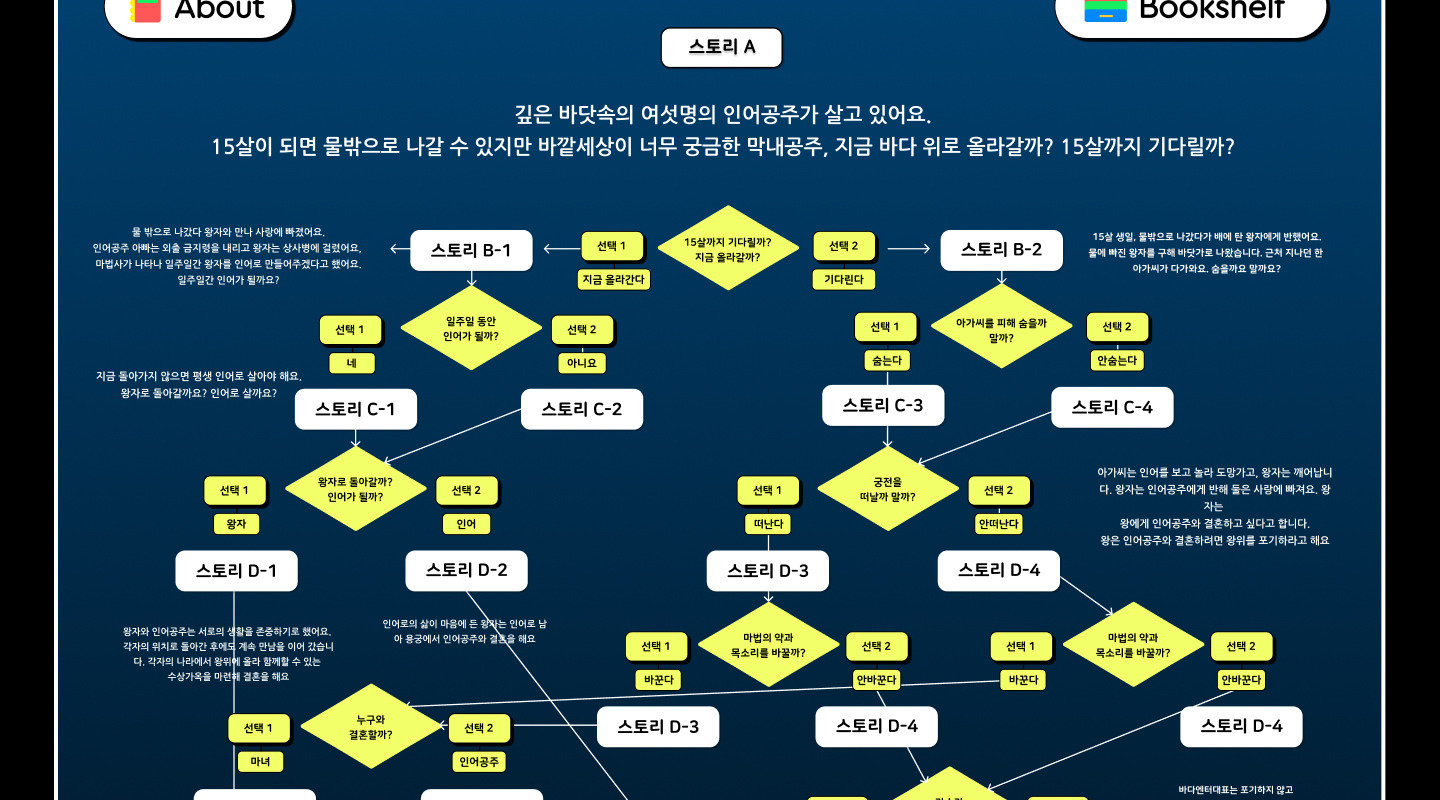 About
Bookshelf
스토리 A
깊은 바닷속의 여섯명의 인어공주가 살고 있어요.
15살이 되면 물밖으로 나갈 수 있지만 바깥세상이 너무 궁금한 막내공주, 지금 바다 위로 올라갈까? 15살까지 기다릴까?
물 밖으로 나갔다 왕자와 만나 사랑에 빠졌어요.
인어공주 아빠는 외출 금지령을 내리고 왕자는 상사병에 걸렸어요.
마법사가 나타나 일주일간 왕자를 인어로 만들어주겠다고 했어요.
일주일간 인어가 될까요?
스토리 B-1
선택 1
지금 올라간다
15살까지 기다릴까?
지금 올라갈까?
선택 2
기다린다
스토리 B-2
15살 생일, 물밖으로 나갔다가 배에 탄 왕자에게 반했어요.
물에 빠진 왕자를 구해 바닷가로 나왔습니다. 근처 지나던 한
아가씨가 다가와요. 숨을까요 말까요?
선택 1
네
일주일 동안
인어가 될까?
선택 2
아니요
선택 1
숨는다
아가씨를 피해 숨을까
말까?
선택 2
안숨는다
지금 돌아가지 않으면 평생 인어로 살아야 해요.
왕자로 돌아갈까요? 인어로 살까요?
스토리 C-1
스토리 C-2
스토리 C-3
스토리 C-4
선택 1
왕자
왕자로 돌아갈까?
인어가 될까?
선택 2
인어
선택 1
떠난다
궁전을
떠날까 말까?
선택 2
안떠난다
아가씨는 인어를 보고 놀라 도망가고, 왕자는 깨어납니
다. 왕자는 인어공주에게 반해 둘은 사랑에 빠져요. 왕
자는
왕에게 인어공주와 결혼하고 싶다고 합니다.
왕은 인어공주와 결혼하려면 왕위를 포기하라고 해요
스토리 D-1
스토리 D-2
스토리 D-3
스토리 D-4
왕자와 인어공주는 서로의 생활을 존중하기로 했어요.
각자의 위치로 돌아간 후에도 계속 만남을 이어 갔습니
다. 각자의 나라에서 왕위에 올라 함께할 수 있는
수상가옥을 마련해 결혼을 해요
인어로의 삶이 마음에 든 왕자는 인어로 남
아 용궁에서 인어공주와 결혼을 해요
선택 1
바꾼다
마법의 약과
목소리를 바꿀까?
선택 2
안바꾼다
선택 1
바꾼다
마법의 약과
목소리를 바꿀까?
선택 2
안바꾼다
선택 1
마녀
누구와
결혼할까?
선택 2
인어공주
스토리 D-3
스토리 D-4
스토리 D-4
바다엔터대표는 포기하지 않고